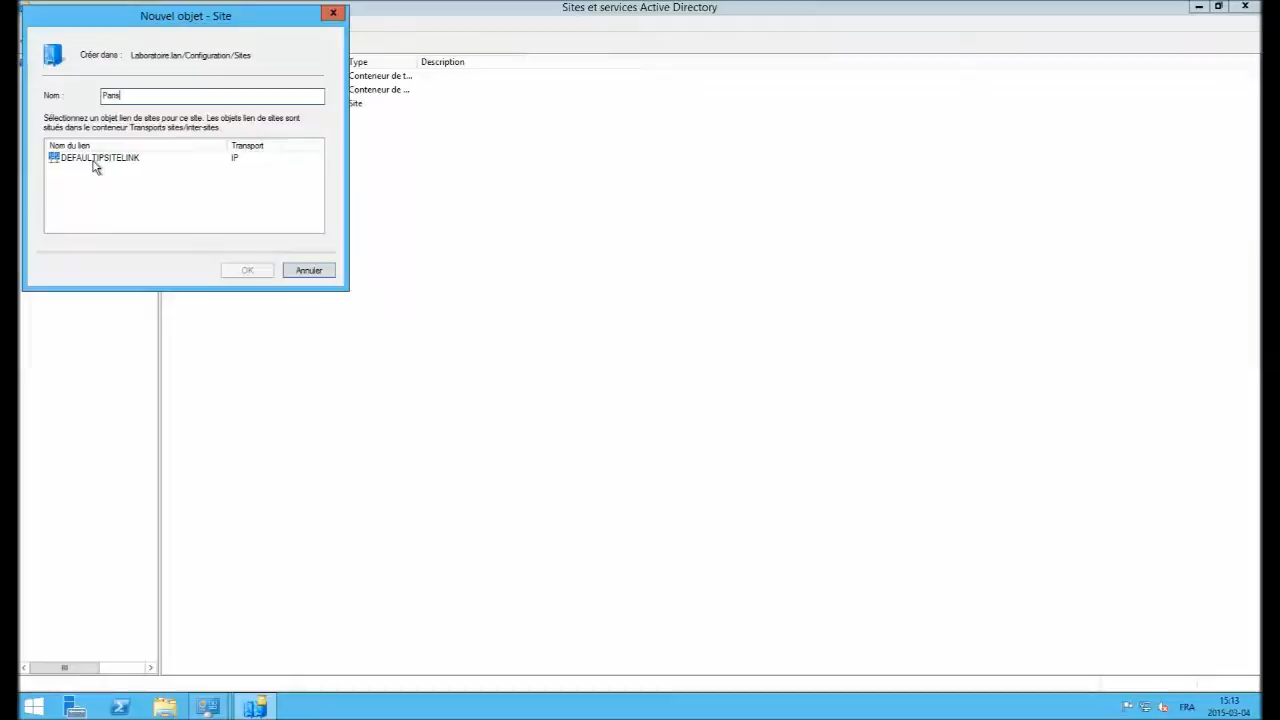 Nouvel objet - Site
Sites et services Active Directory
Créer dans : Laboratoire.lan/Configuration/Sites
Nom : Paris
Sélectionnez un objet lien de sites pour ce site. Les objets lien de sites sont
situés dans le conteneur Transports sites/inter-sites.
Nom du lien Transport
DEFAULTIPSITELINK IP
OK Annuler
Type Description
Conteneur de t...
Conteneur de ...
Site
FRA
15:13
2015-03-04